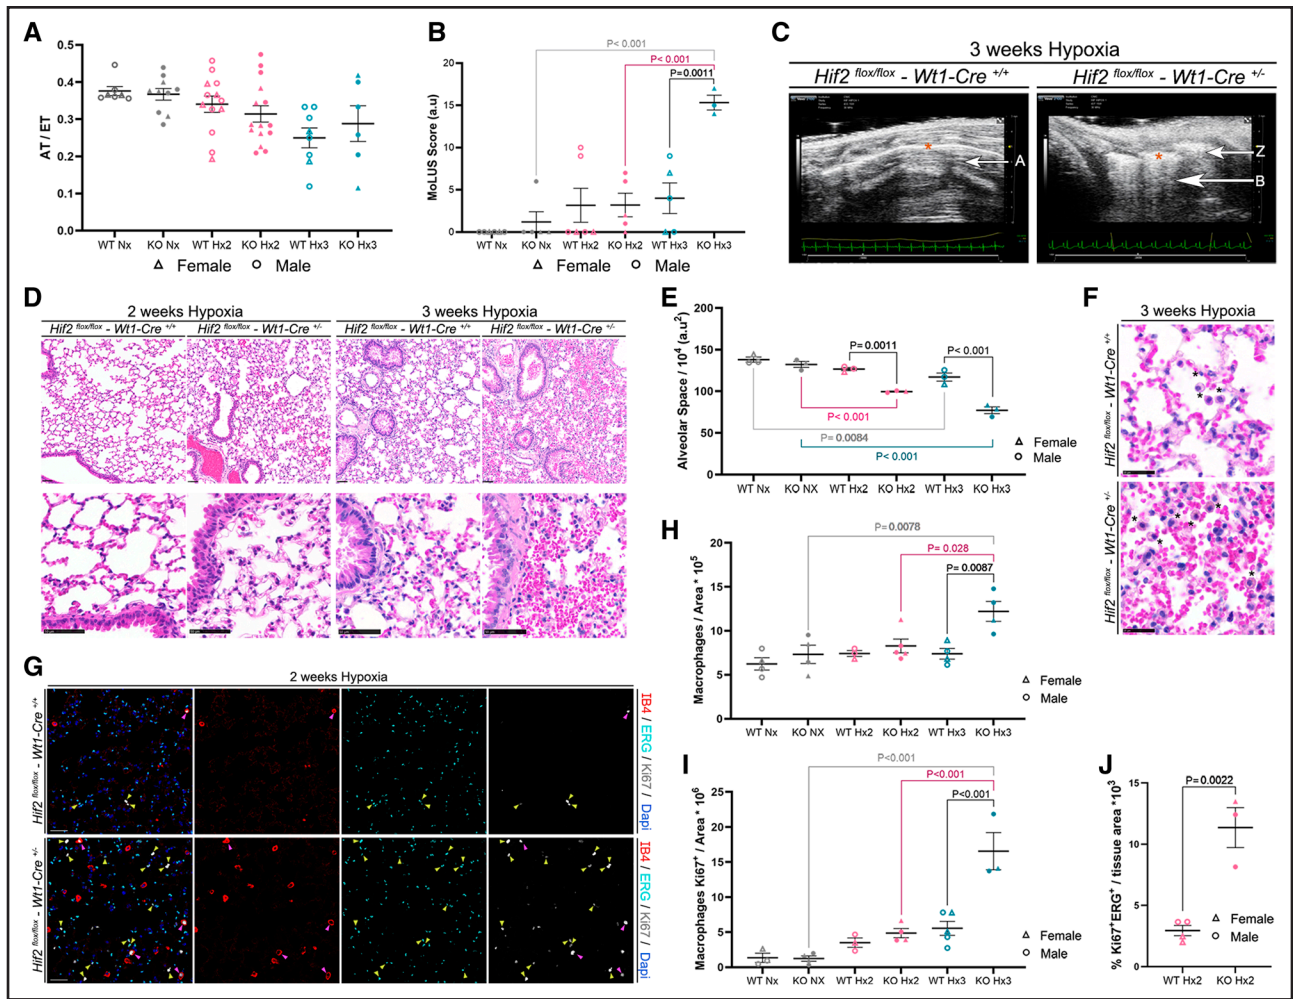 A
AT / ET
0.5
0.4
0.3
0.2
0.1
0.0
WT Nx KO Nx WT Hx2 KO Hx2 WT Hx3 KO Hx3
△ Female ○ Male
B
MoLUS Score (a.u)
P< 0.001
P< 0.001
P=0.0011
20
15
10
5
0
WT Nx KO Nx WT Hx2 KO Hx2 WT Hx3 KO Hx3
△ Female ○ Male
C
3 weeks Hypoxia
Hif2 flox/flox - Wt1-Cre +/+ Hif2 flox/flox - Wt1-Cre +/-
*
A
*
Z
B
D
2 weeks Hypoxia 3 weeks Hypoxia
Hif2 flox/flox - Wt1-Cre +/+ Hif2 flox/flox - Wt1-Cre +/- Hif2 flox/flox - Wt1-Cre +/+ Hif2 flox/flox - Wt1-Cre +/-
E
Alveolar Space / 10⁴ (a.u²)
200
150
100
50
0
P= 0.0011
P< 0.001
P< 0.001
P= 0.0084
P< 0.001
△ Female
○ Male
WT Nx KO NX WT Hx2 KO Hx2 WT Hx3 KO Hx3
F
3 weeks Hypoxia
Hif2 flox/flox - Wt1-Cre +/+
Hif2 flox/flox - Wt1-Cre +/-
G
2 weeks Hypoxia
Hif2 flox/flox - Wt1-Cre +/+
IB4 / ERG / Ki67 / Dapi
Hif2 flox/flox - Wt1-Cre +/-
IB4 / ERG / Ki67 / Dapi
H
Macrophages / Area * 10⁵
P= 0.0078
P= 0.028
P= 0.0087
20
15
10
5
0
△ Female
○ Male
WT Nx KO NX WT Hx2 KO Hx2 WT Hx3 KO Hx3
I
Macrophages Ki67⁺ / Area * 10⁶
P<0.001
P<0.001
P<0.001
25
20
15
10
5
0
△ Female
○ Male
WT Nx KO NX WT Hx2 KO Hx2 WT Hx3 KO Hx3
J
% Ki67⁺ERG⁺ / tissue area *10³
P= 0.0022
15
10
5
0
△ Female
○ Male
WT Hx2 KO Hx2